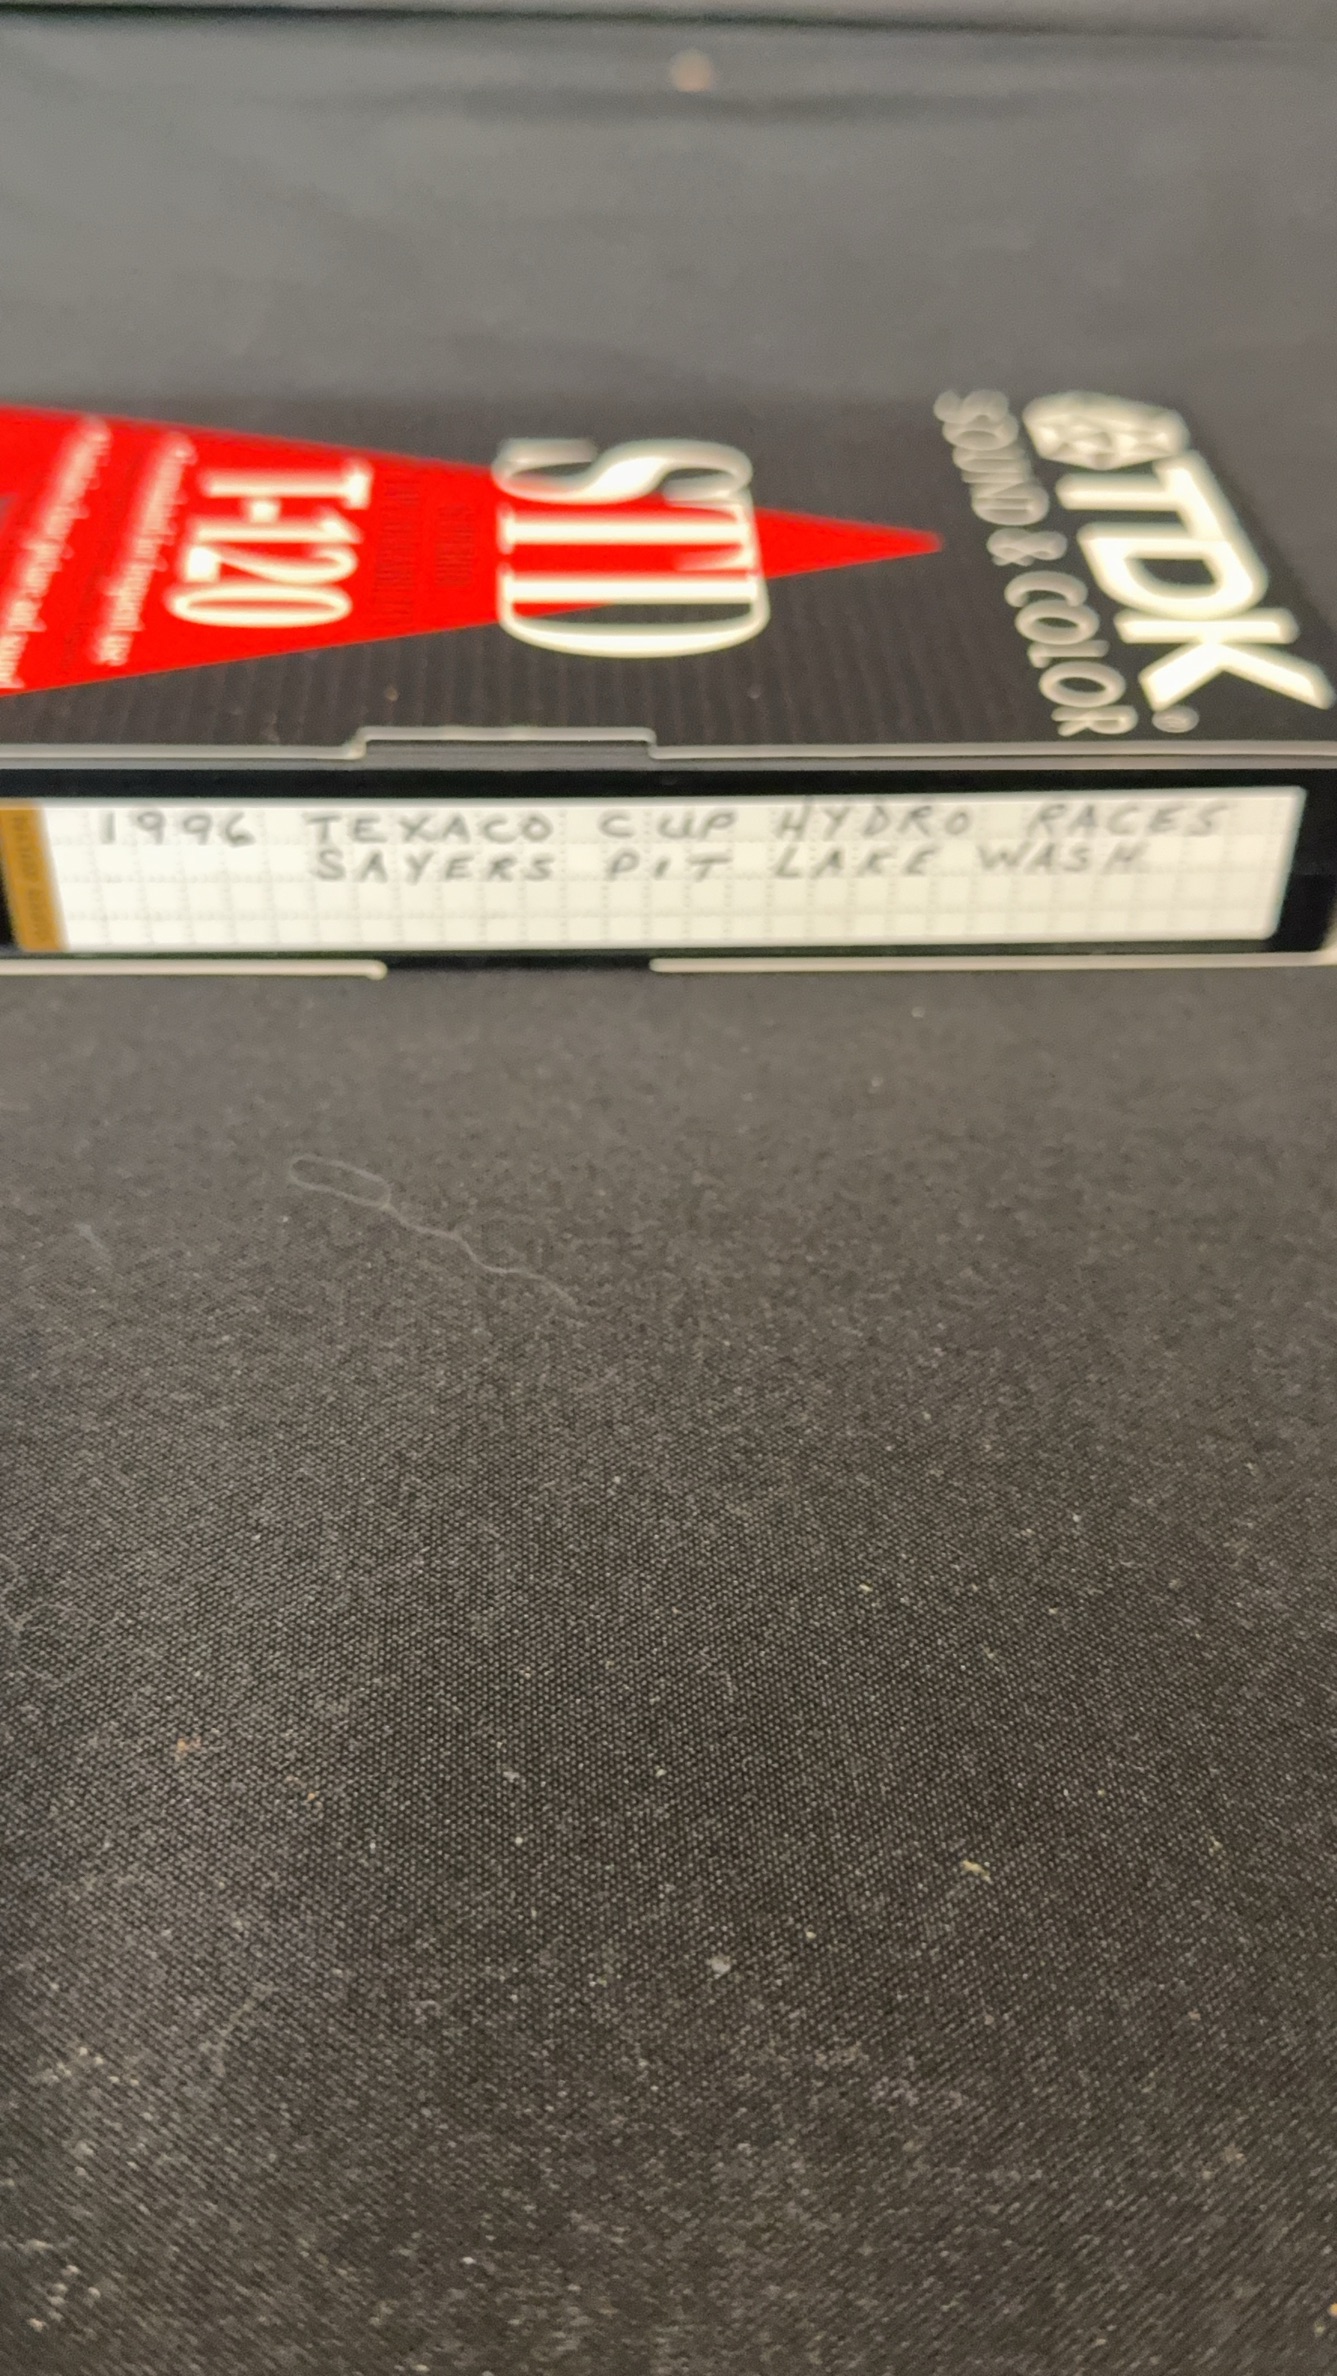 TDK®
SOUND & COLOR
STD
T-120
1996 TEXACO CUP HYDRO RACES
SAYERS PIT LAKE WASH